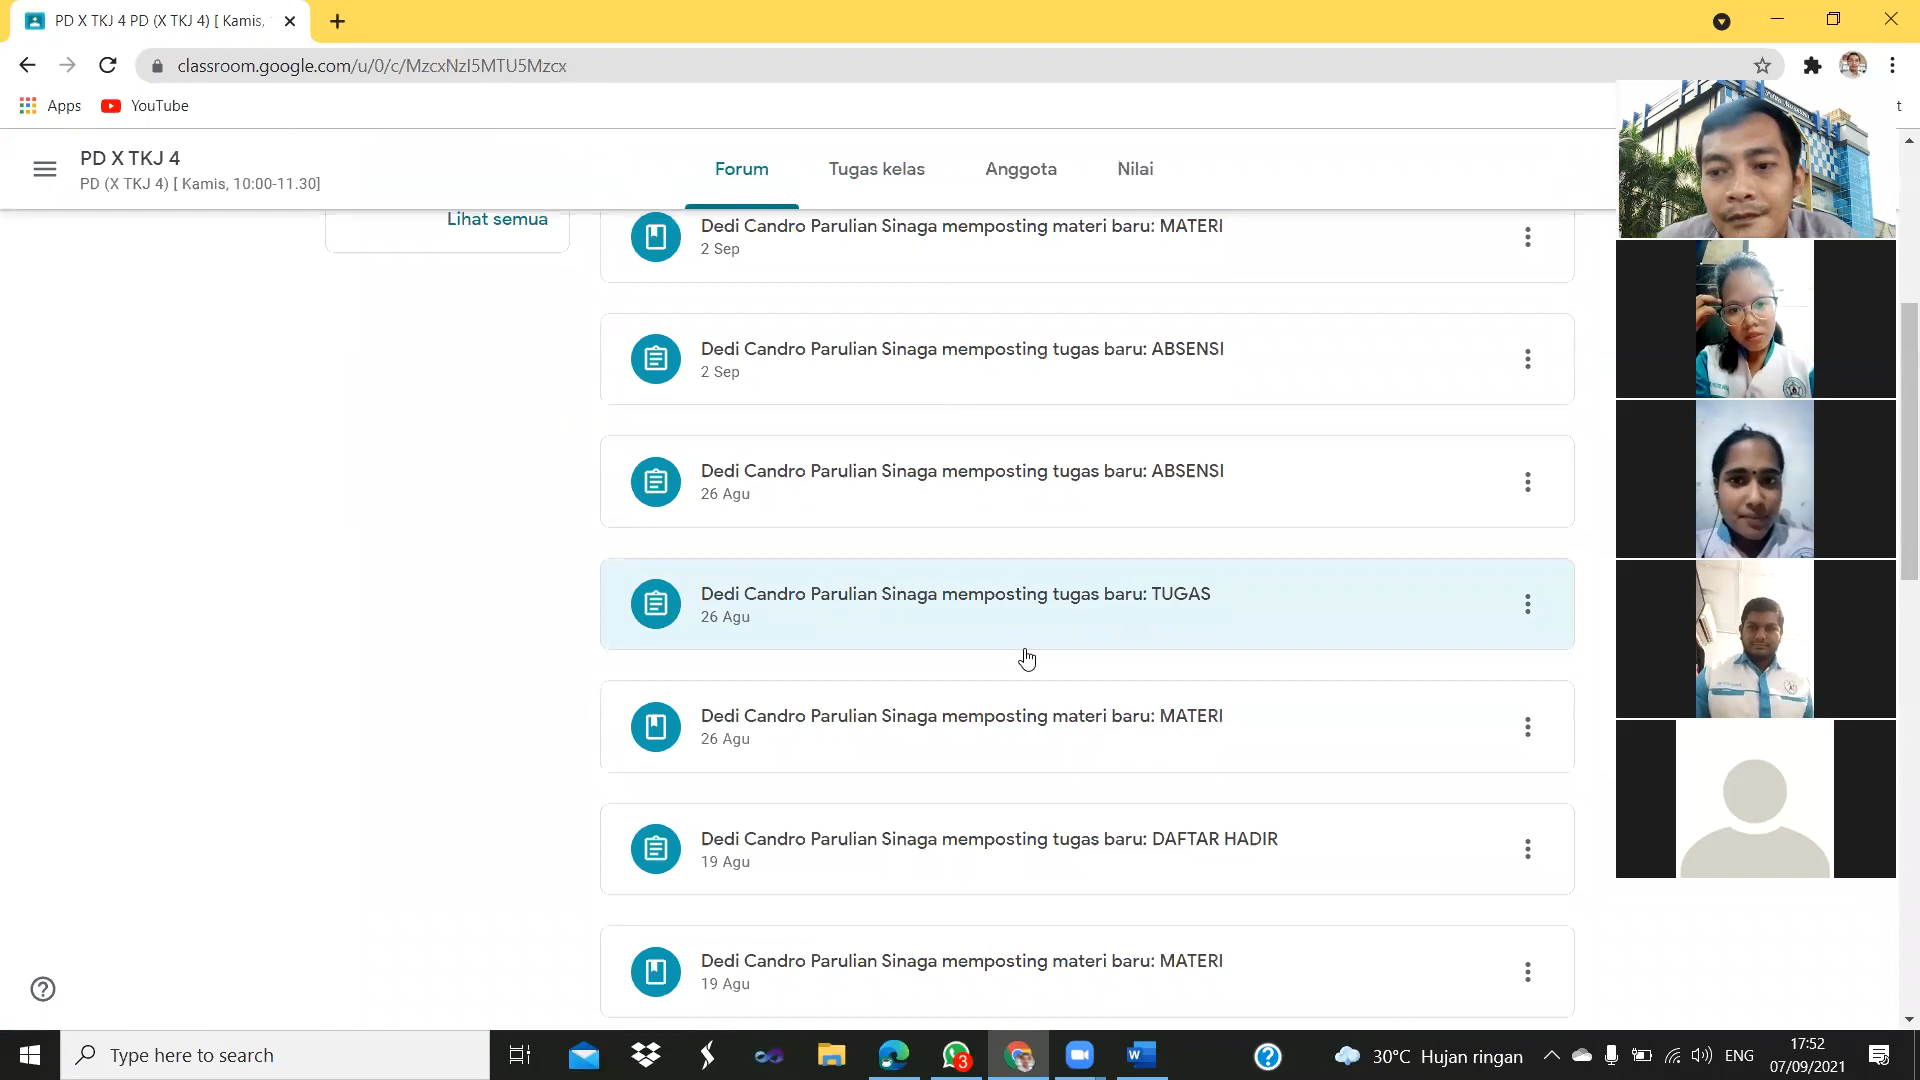 PD X TKJ 4 PD (X TKJ 4) [ Kamis,
classroom.google.com/u/0/c/MzcxNzI5MTU5Mzcx
Apps
YouTube
PD X TKJ 4
PD (X TKJ 4) [ Kamis, 10:00-11.30]
Forum
Tugas kelas
Anggota
Nilai
Lihat semua
Dedi Candro Parulian Sinaga memposting materi baru: MATERI
2 Sep
Dedi Candro Parulian Sinaga memposting tugas baru: ABSENSI
2 Sep
Dedi Candro Parulian Sinaga memposting tugas baru: ABSENSI
26 Agu
Dedi Candro Parulian Sinaga memposting tugas baru: TUGAS
26 Agu
Dedi Candro Parulian Sinaga memposting materi baru: MATERI
26 Agu
Dedi Candro Parulian Sinaga memposting tugas baru: DAFTAR HADIR
19 Agu
Dedi Candro Parulian Sinaga memposting materi baru: MATERI
19 Agu
Type here to search
3
30°C Hujan ringan
ENG
17:52
07/09/2021